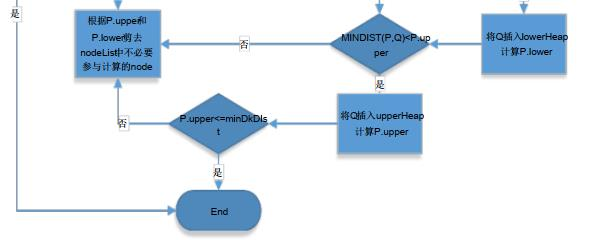 是
根据P.uppe和
P.lower剪去
nodeList中不必要
参与计算的node
否
MINDIST(P,Q)<P.up
per
将Q插入lowerHeap
计算P.lower
是
否
P.upper<=minDkDis
t
将Q插入upperHeap
计算P.upper
是
End